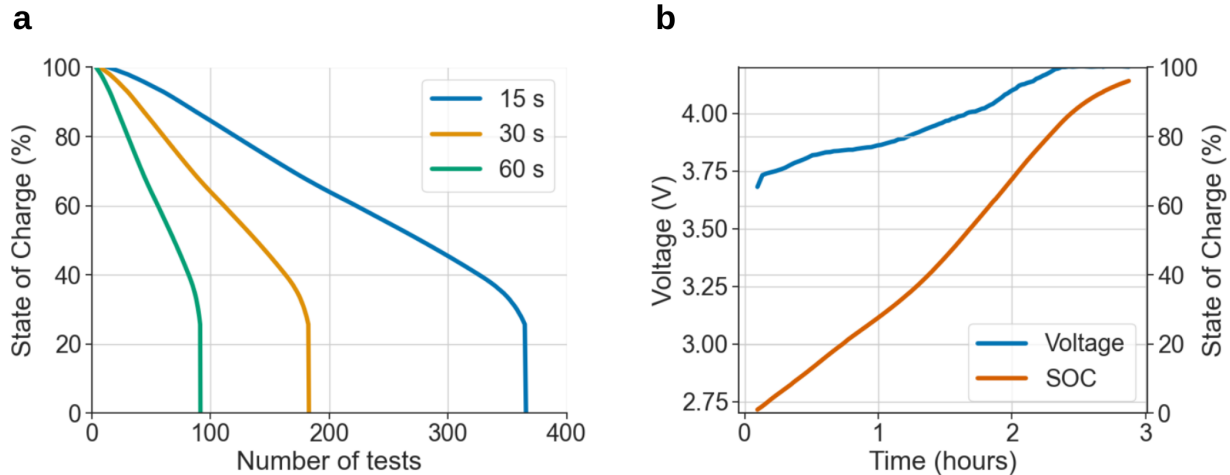 a
100
80
60
40
20
0
State of Charge (%)
0 100 200 300 400
Number of tests
15 s
30 s
60 s
b
4.00
3.75
3.50
3.25
3.00
2.75
Voltage (V)
0 1 2 3
Time (hours)
100
80
60
40
20
0
State of Charge (%)
Voltage
SOC